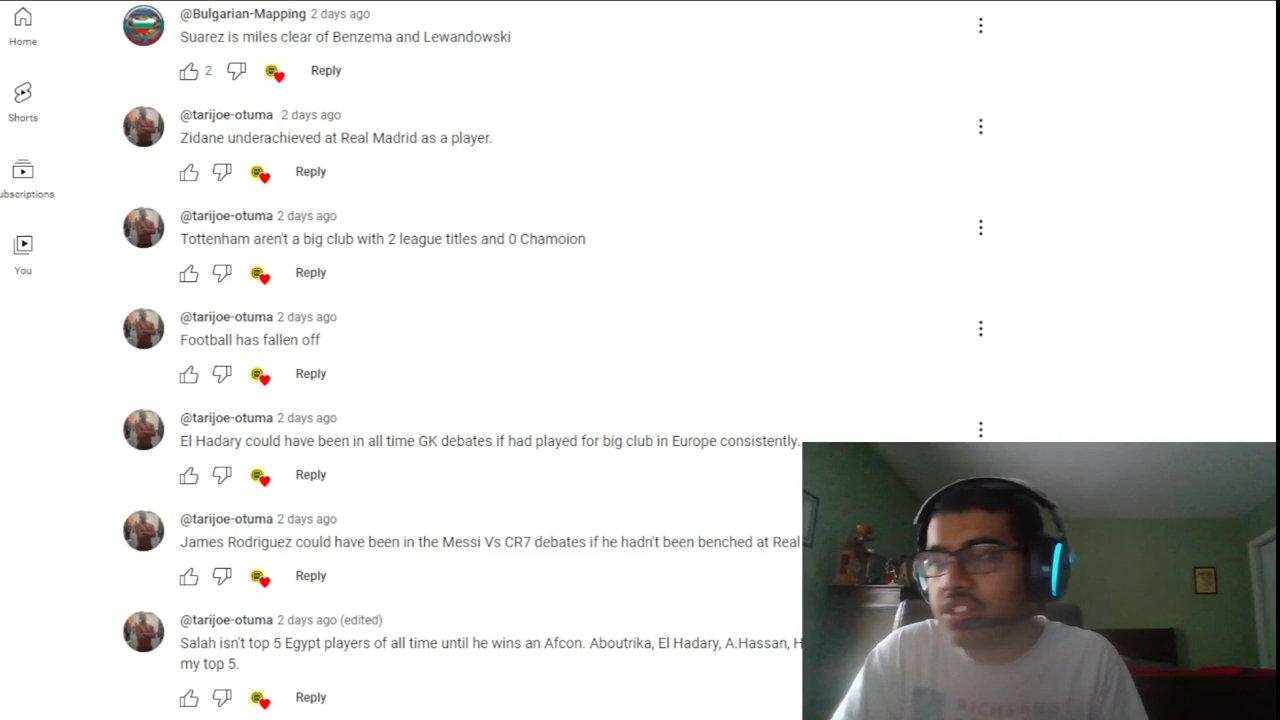 @Bulgarian-Mapping 2 days ago
Suarez is miles clear of Benzema and Lewandowski
2 Reply
@tarijoe-otuma 2 days ago
Zidane underachieved at Real Madrid as a player.
Reply
@tarijoe-otuma 2 days ago
Tottenham aren't a big club with 2 league titles and 0 Chamoion
Reply
@tarijoe-otuma 2 days ago
Football has fallen off
Reply
@tarijoe-otuma 2 days ago
El Hadary could have been in all time GK debates if had played for big club in Europe consistently.
Reply
@tarijoe-otuma 2 days ago
James Rodriguez could have been in the Messi Vs CR7 debates if he hadn't been benched at Real
Reply
@tarijoe-otuma 2 days ago (edited)
Salah isn't top 5 Egypt players of all time until he wins an Afcon. Aboutrika, El Hadary, A.Hassan, H
my top 5.
Reply
Home
Shorts
ubscriptions
You